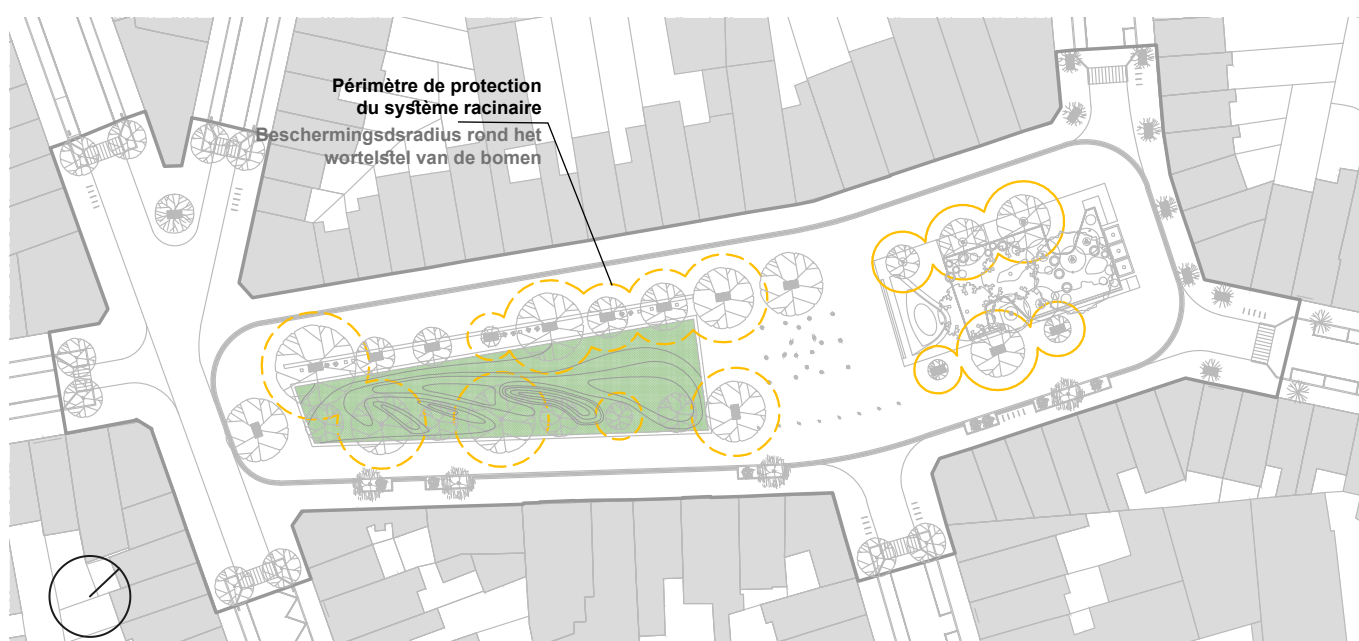 Périmètre de protection
du système racinaire
Beschermingsdsradius rond het
wortelstel van de bomen